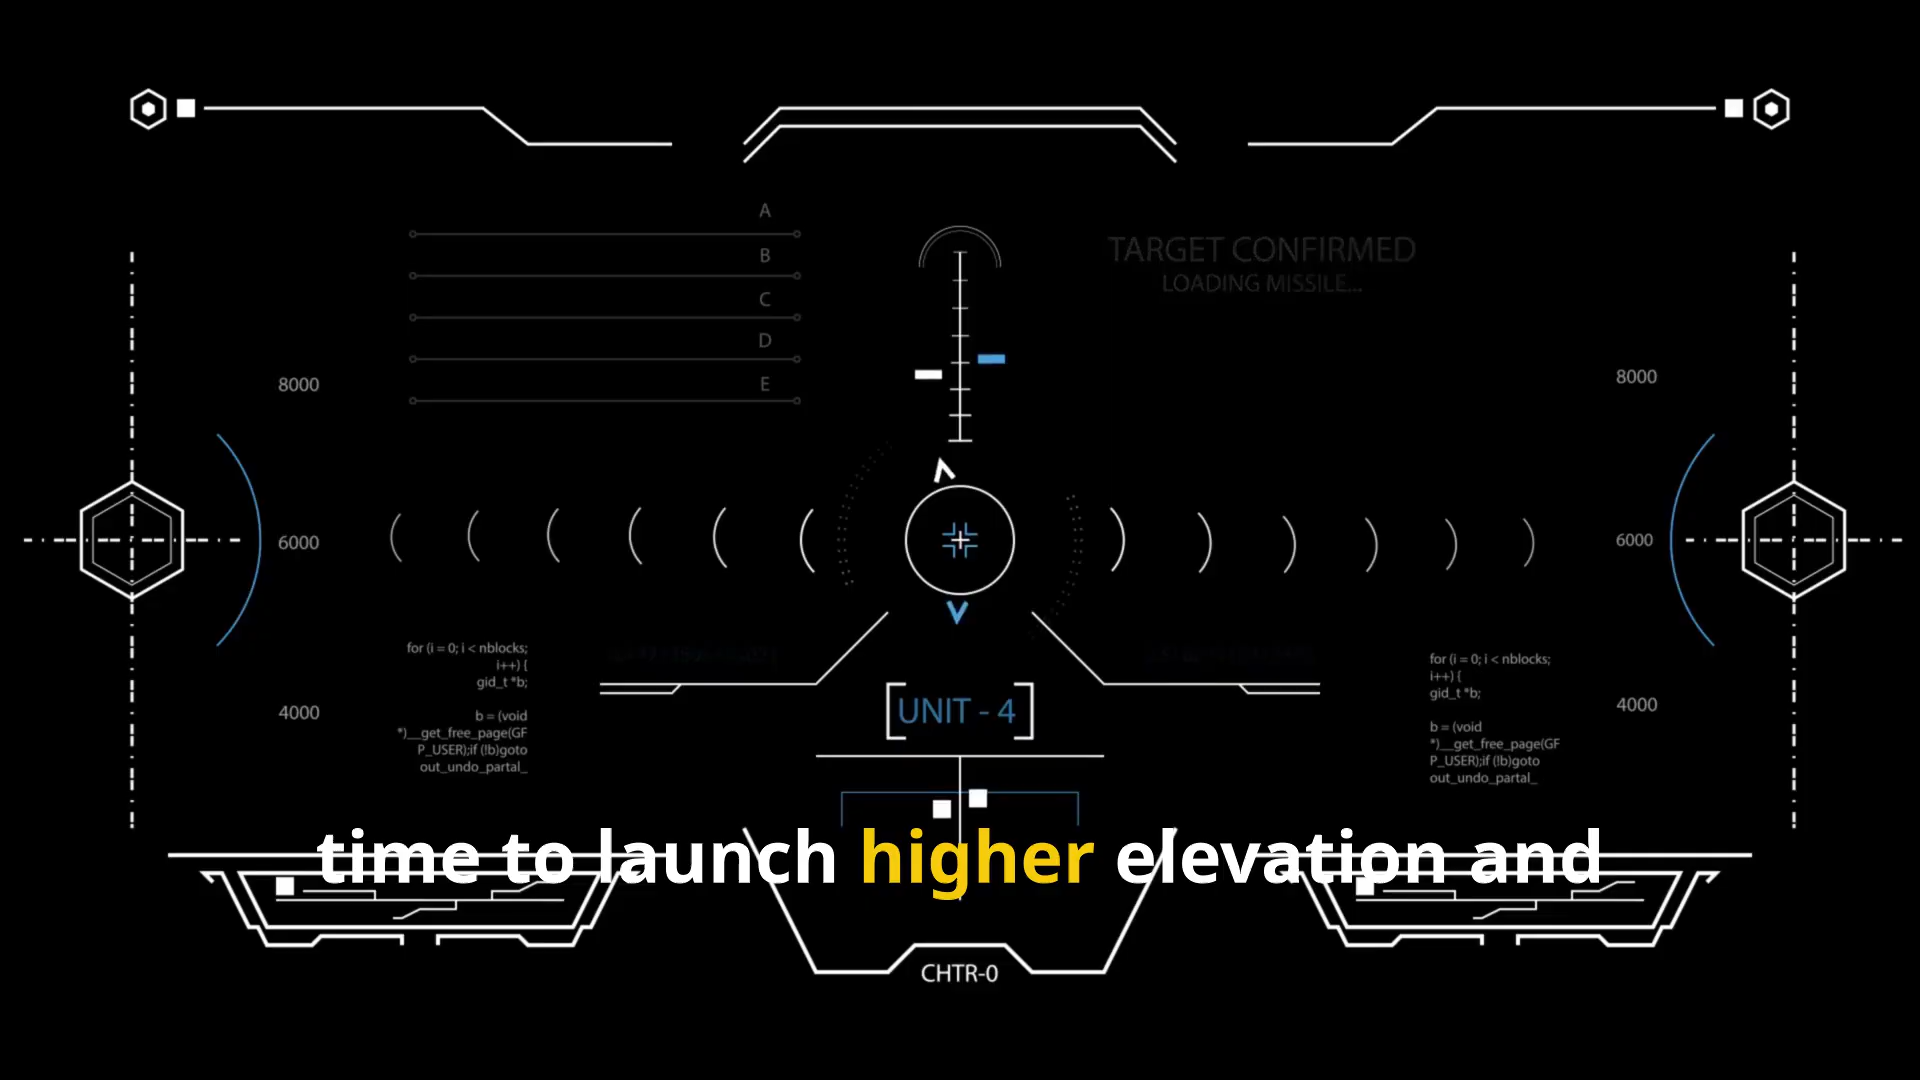 A
B
C
D
E
TARGET CONFIRMED
LOADING MISSILE...
8000
6000
4000
8000
6000
4000
for (i = 0; i < nblocks;
i++) {
gid_t *b;
b = (void
*)__get_free_page(GF
P_USER);if (!b)goto
out_undo_partal_
for (i = 0; i < nblocks;
i++) {
gid_t *b;
b = (void
*)__get_free_page(GF
P_USER);if (!b)goto
out_undo_partal_
UNIT - 4
time to launch higher elevation and
CHTR-0